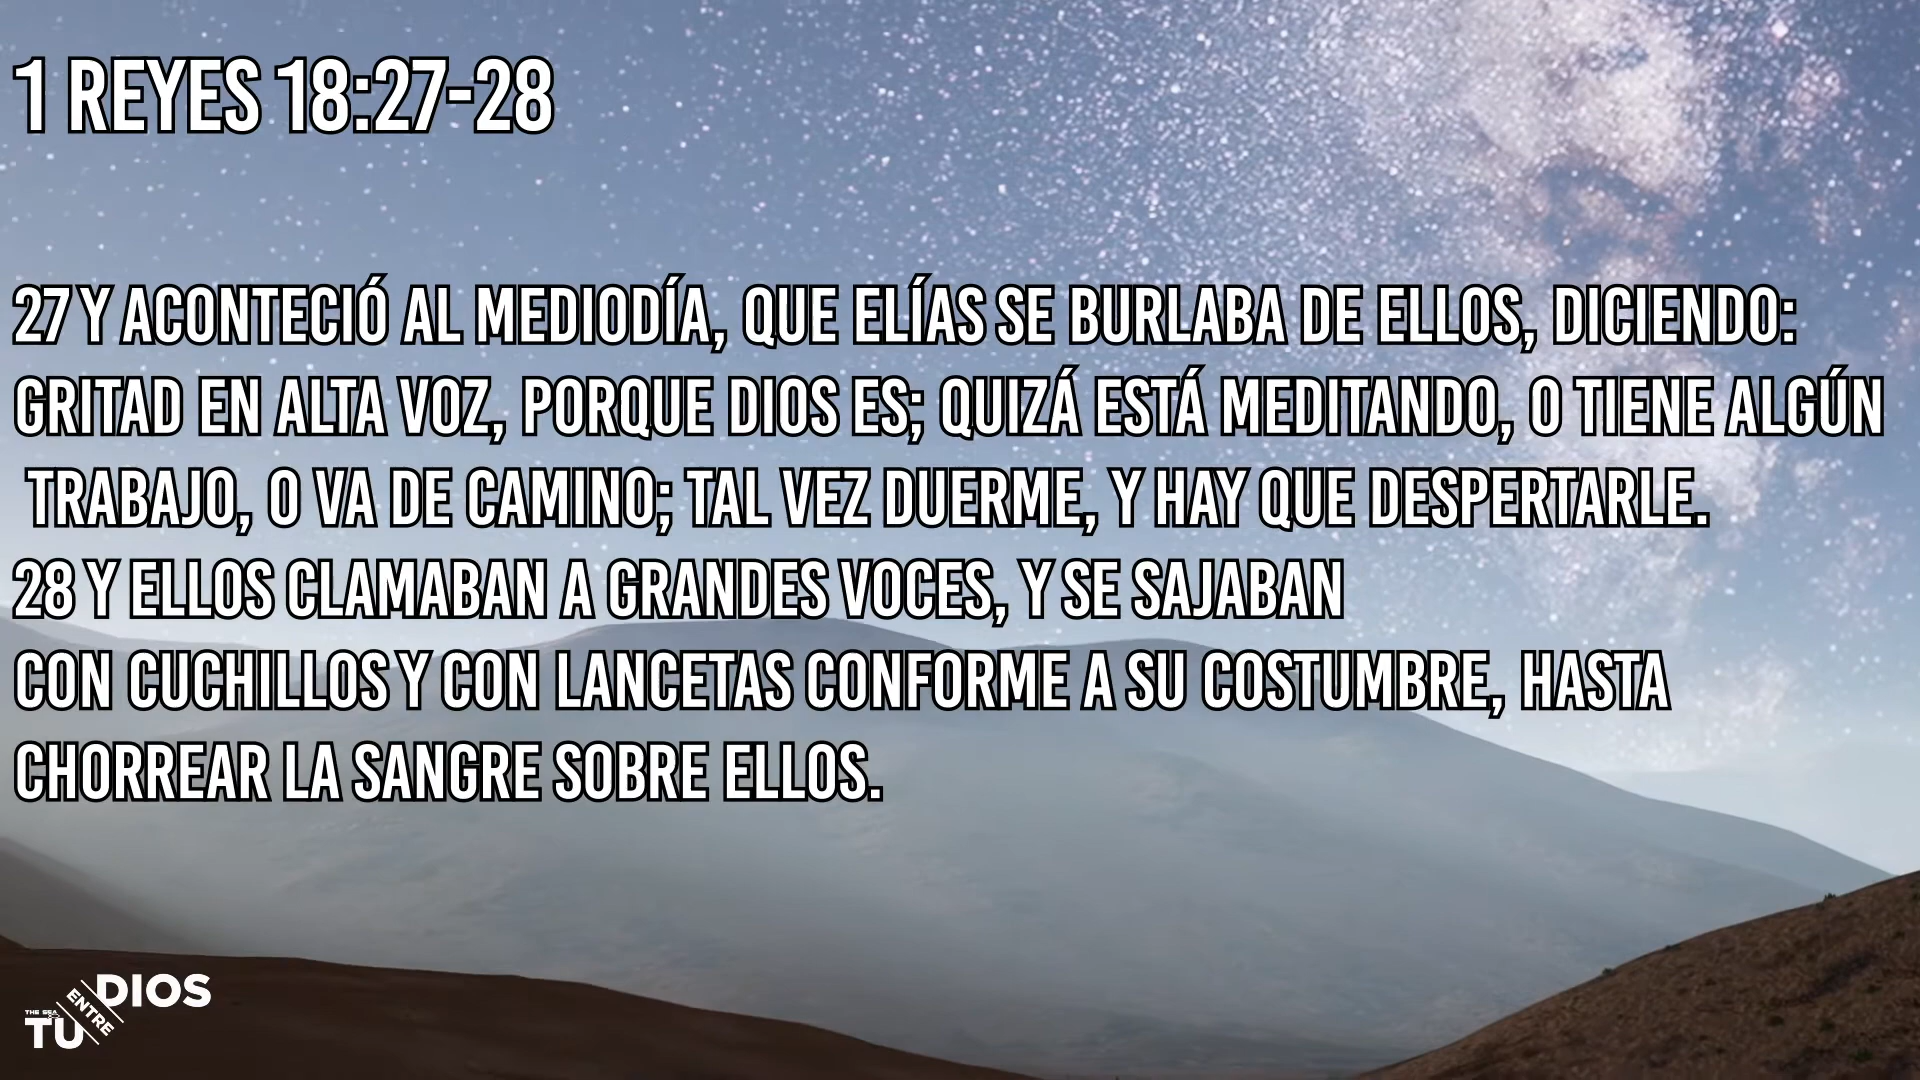 1 REYES 18:27-28
27 Y ACONTECIÓ AL MEDIODÍA, QUE ELÍAS SE BURLABA DE ELLOS, DICIENDO:
GRITAD EN ALTA VOZ, PORQUE DIOS ES; QUIZÁ ESTÁ MEDITANDO, O TIENE ALGÚN
TRABAJO, O VA DE CAMINO; TAL VEZ DUERME, Y HAY QUE DESPERTARLE.
28 Y ELLOS CLAMABAN A GRANDES VOCES, Y SE SAJABAN
CON CUCHILLOS Y CON LANCETAS CONFORME A SU COSTUMBRE, HASTA
CHORREAR LA SANGRE SOBRE ELLOS.
DIOS
ENTRE
THE SEA
TU